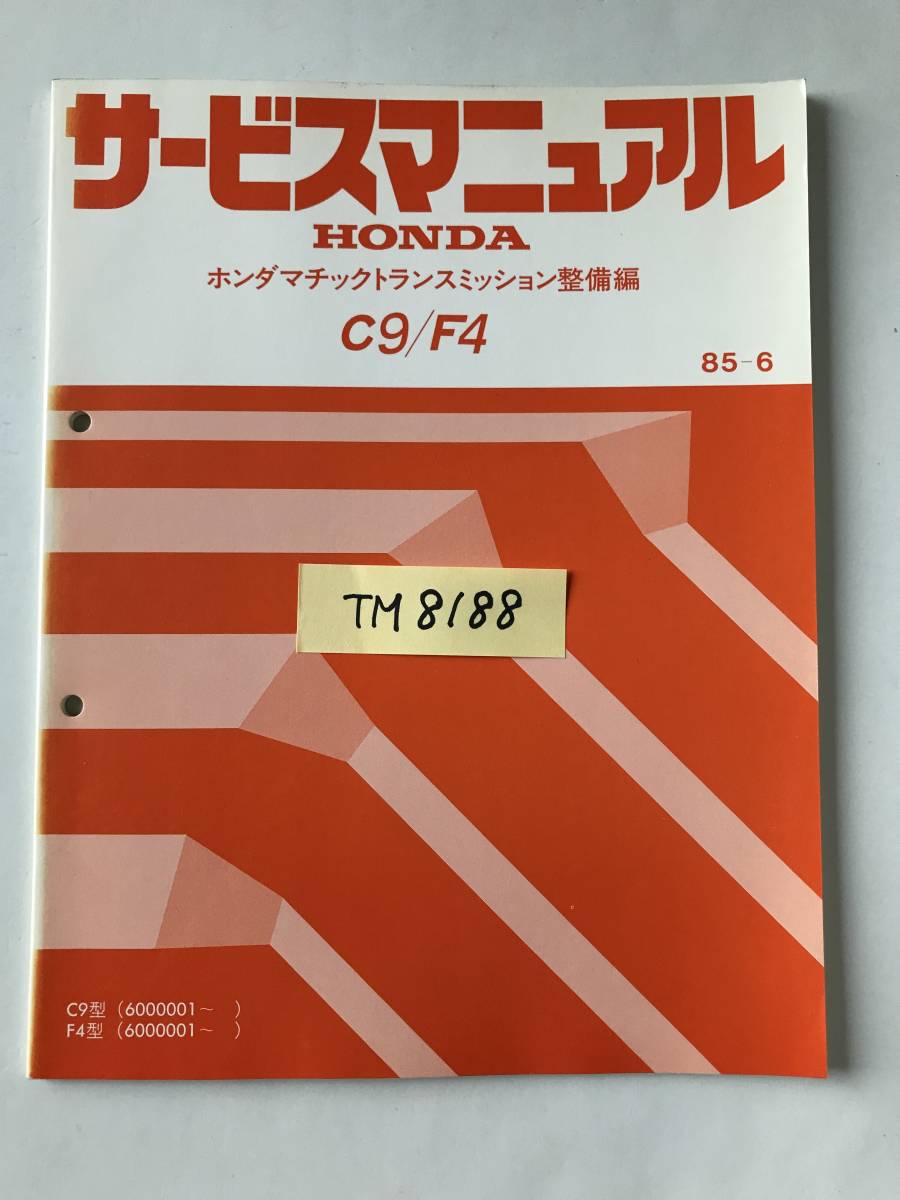 サービスマニュアル
HONDA
ホンダマチックトランスミッション整備編
C9/F4
85-6
TM8188
C9型 (6000001~　)
F4型 (6000001~　)